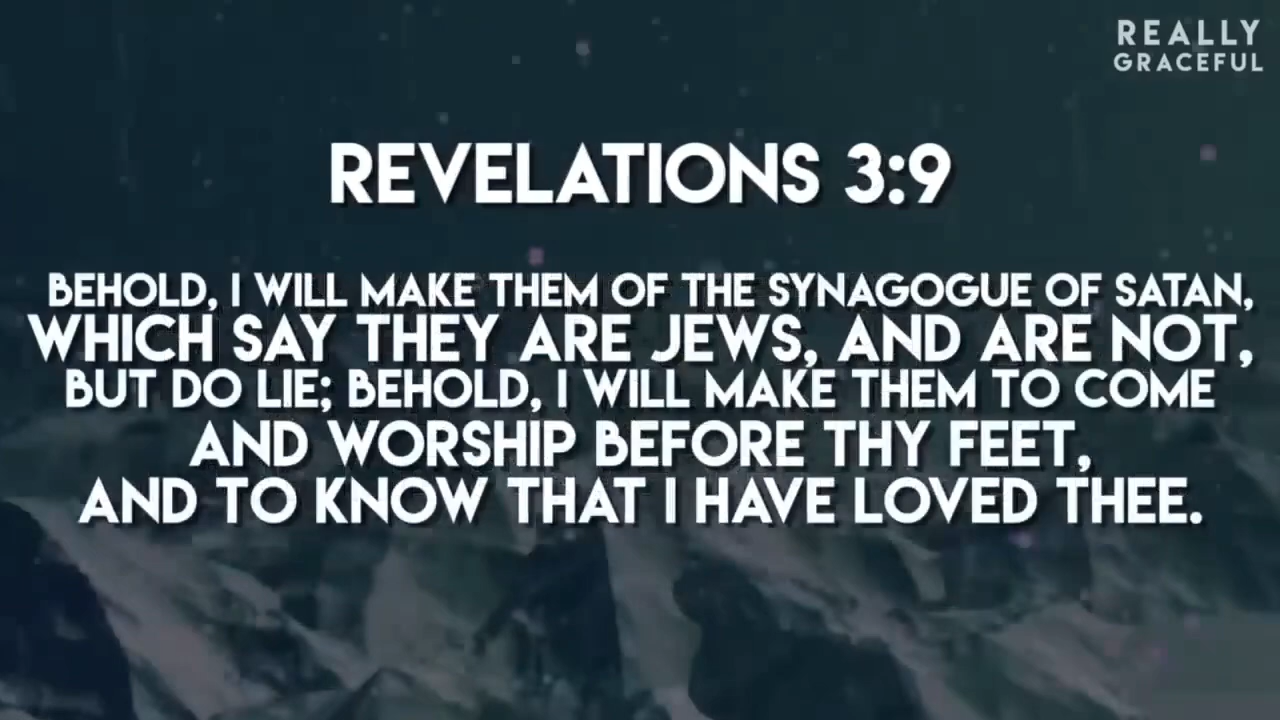 REALLY
GRACEFUL
REVELATIONS 3:9
BEHOLD, I WILL MAKE THEM OF THE SYNAGOGUE OF SATAN,
WHICH SAY THEY ARE JEWS, AND ARE NOT,
BUT DO LIE; BEHOLD, I WILL MAKE THEM TO COME
AND WORSHIP BEFORE THY FEET,
AND TO KNOW THAT I HAVE LOVED THEE.